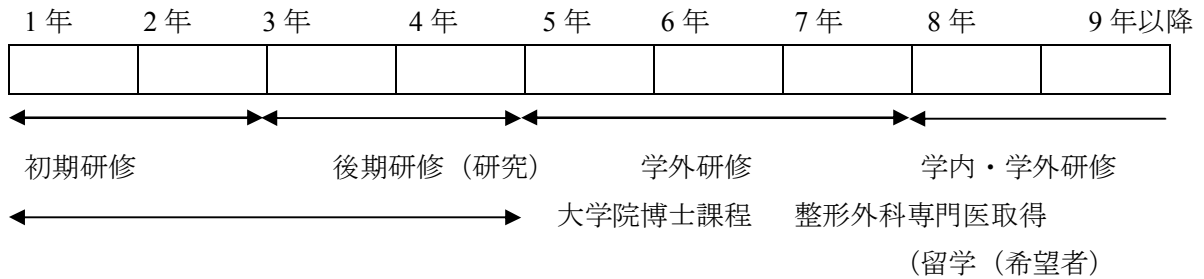 1年 2年 3年 4年 5年 6年 7年 8年 9年以降
初期研修 後期研修（研究） 学外研修 学内・学外研修
大学院博士課程 整形外科専門医取得
（留学（希望者）